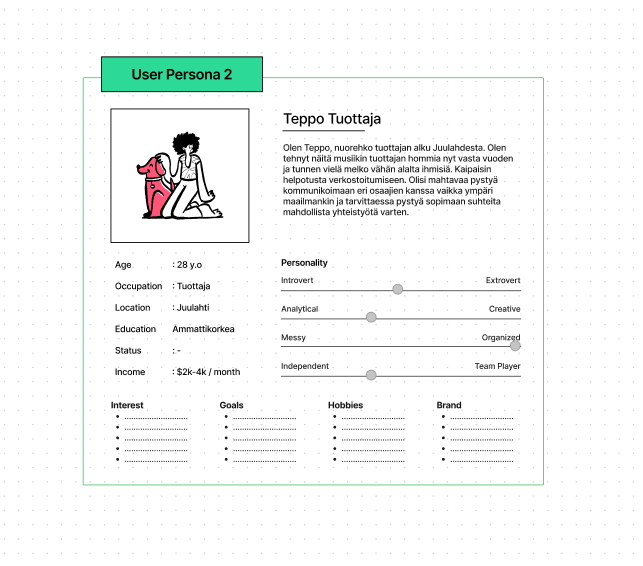 User Persona 2
Teppo Tuottaja
Olen Teppo, nuorehko tuottajan alku Juulahdesta. Olen
tehnyt näitä musiikin tuottajan hommia nyt vasta vuoden
ja tunnen vielä melko vähän alalta ihmisiä. Kaipaisin
helpotusta verkostoitumiseen. Olisi mahtavaa pystyä
kommunikoimaan eri osaajien kanssa vaikka ympäri
maailmankin ja tarvittaessa pystyä sopimaan suhteita
mahdollista yhteistyötä varten.
Age : 28 y.o
Occupation : Tuottaja
Location : Juulahti
Education Ammattikorkea
Status : -
Income : $2k-4k / month
Personality
Introvert Extrovert
Analytical Creative
Messy Organized
Independent Team Player
Interest Goals Hobbies Brand